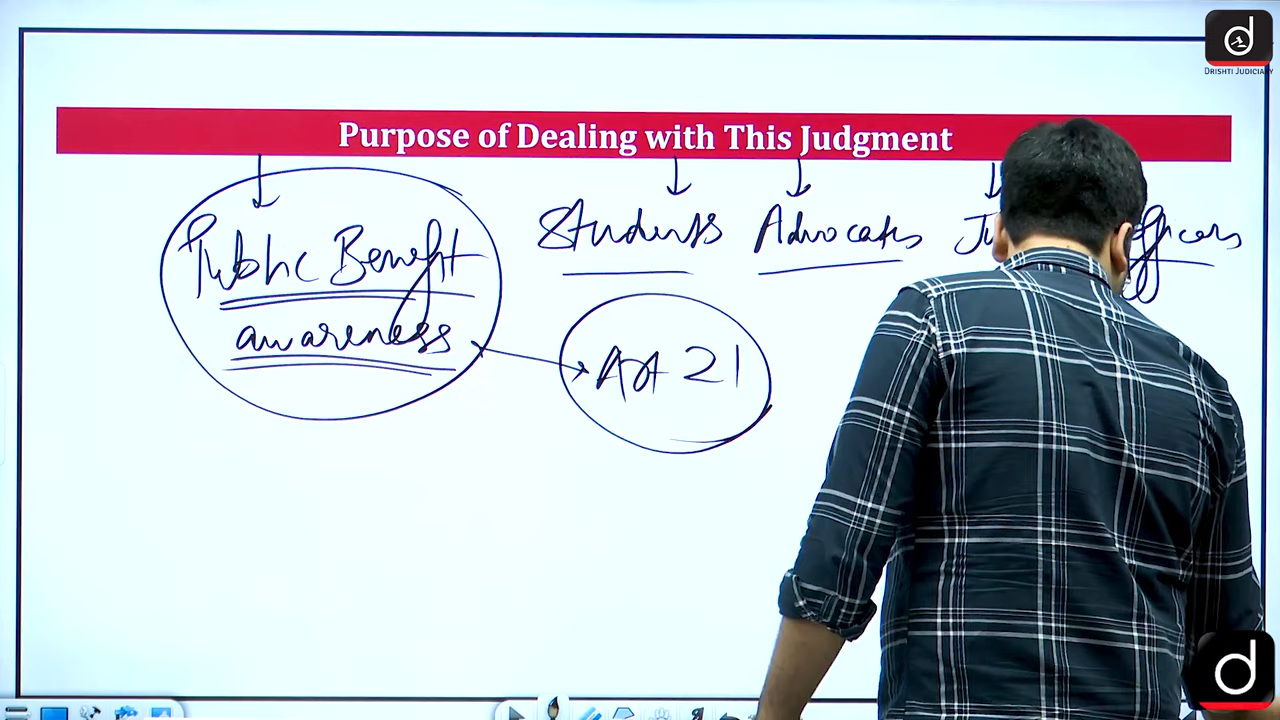 DRISHTI JUDICIARY
Purpose of Dealing with This Judgment
Public Benefit
awareness
Students
Advocates
Art 21